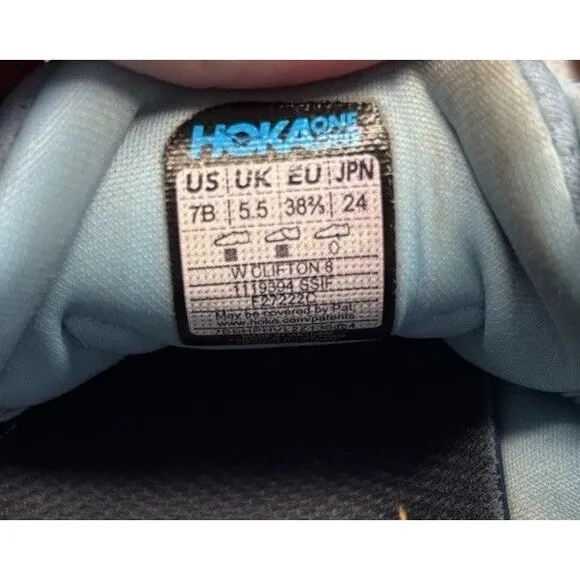 HOKA ONE
US UK EU JPN
7B 5.5 38⅔ 24
W CLIFTON 8
1119394 SSIF
F27222C
May be covered by Pat.
www.hoka.com/patents